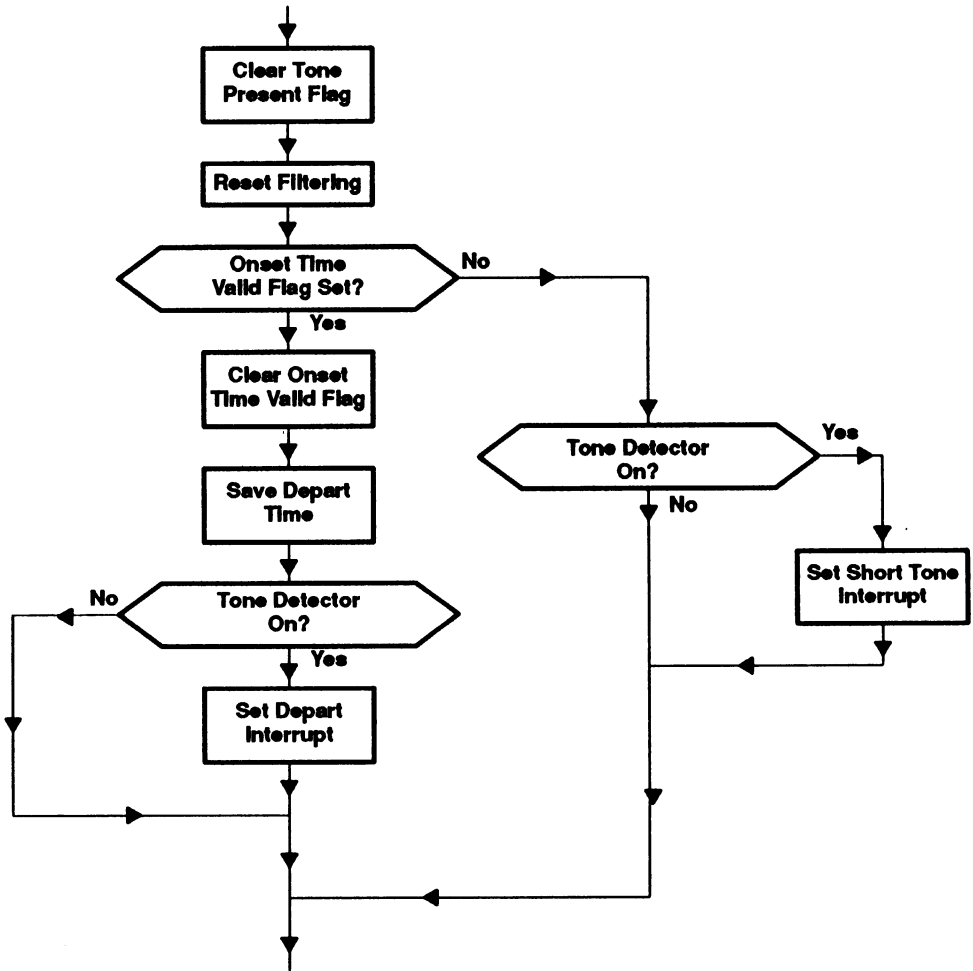 Clear Tone
Present Flag
Reset Filtering
Onset Time
Valid Flag Set?
No
Yes
Clear Onset
Time Valid Flag
Tone Detector
On?
Yes
No
Save Depart
Time
Set Short Tone
Interrupt
No
Tone Detector
On?
Yes
Set Depart
Interrupt